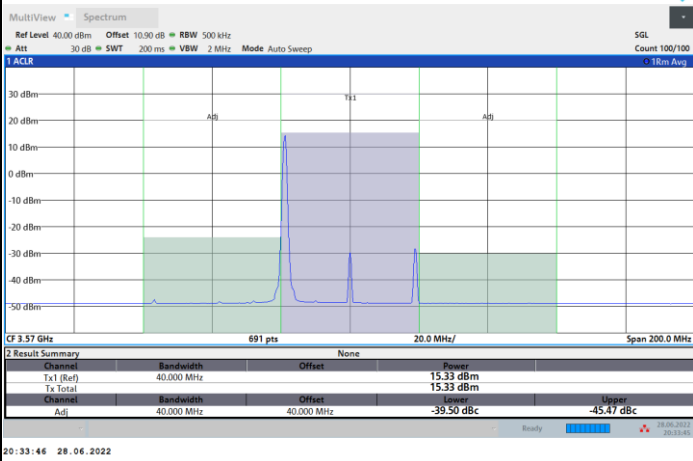 MultiView Spectrum
Ref Level 40.00 dBm Offset 10.90 dB RBW 500 kHz SGL
Att 30 dB SWT 200 ms VBW 2 MHz Mode Auto Sweep Count 100/100
1 ACLR 1Rm Avg
Tx1
30 dBm
Adj Adj
20 dBm
10 dBm
0 dBm
-10 dBm
-20 dBm
-30 dBm
-40 dBm
-50 dBm
CF 3.57 GHz 691 pts 20.0 MHz/ Span 200.0 MHz
2 Result Summary None
Channel Bandwidth Offset Power
Tx1 (Ref) 40.000 MHz 15.33 dBm
Tx Total 15.33 dBm
Channel Bandwidth Offset Lower Upper
Adj 40.000 MHz 40.000 MHz -39.50 dBc -45.47 dBc
Ready 28.06.2022
20:33:45
20:33:46 28.06.2022